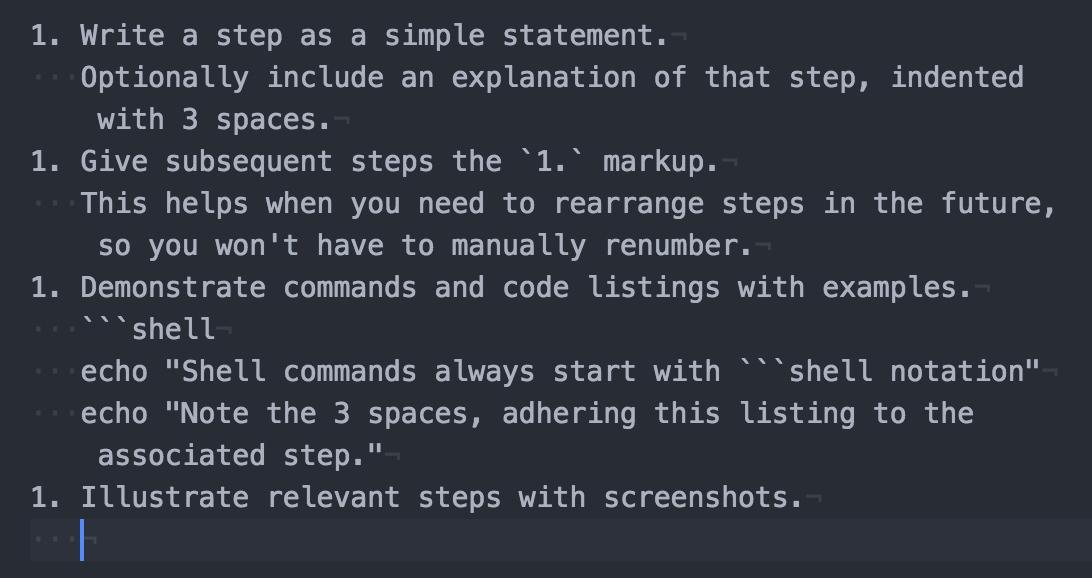 1. Write a step as a simple statement.¬
···Optionally include an explanation of that step, indented
with 3 spaces.¬
1. Give subsequent steps the `1.` markup.¬
···This helps when you need to rearrange steps in the future,
so you won't have to manually renumber.¬
1. Demonstrate commands and code listings with examples.¬
···```shell¬
···echo "Shell commands always start with ```shell notation"¬
···echo "Note the 3 spaces, adhering this listing to the
associated step."¬
1. Illustrate relevant steps with screenshots.¬
···¬